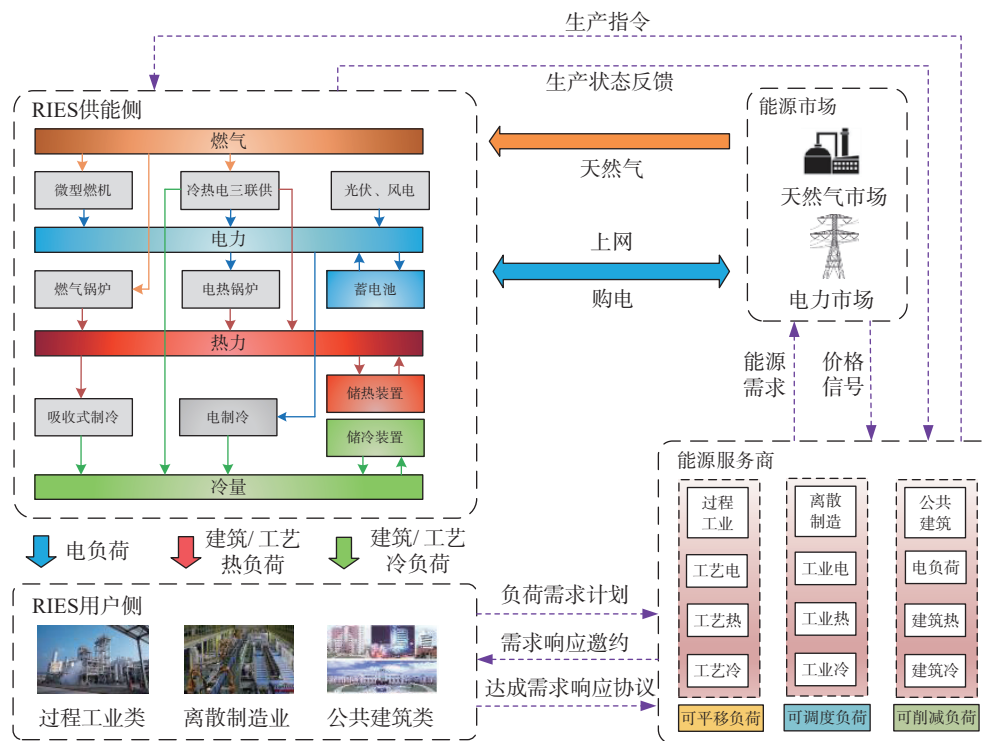 生产指令
生产状态反馈
RIES供能侧
燃气
微型燃机
冷热电三联供
光伏、风电
电力
燃气锅炉
电热锅炉
蓄电池
热力
储热装置
吸收式制冷
电制冷
储冷装置
冷量
天然气
上网
购电
能源市场
天然气市场
电力市场
能源
需求
价格
信号
电负荷
建筑/ 工艺
热负荷
建筑/ 工艺
冷负荷
RIES用户侧
过程工业类
离散制造业
公共建筑类
负荷需求计划
需求响应邀约
达成需求响应协议
能源服务商
过程
工业
工艺电
工艺热
工艺冷
可平移负荷
离散
制造
工业电
工业热
工业冷
可调度负荷
公共
建筑
电负荷
建筑热
建筑冷
可削减负荷